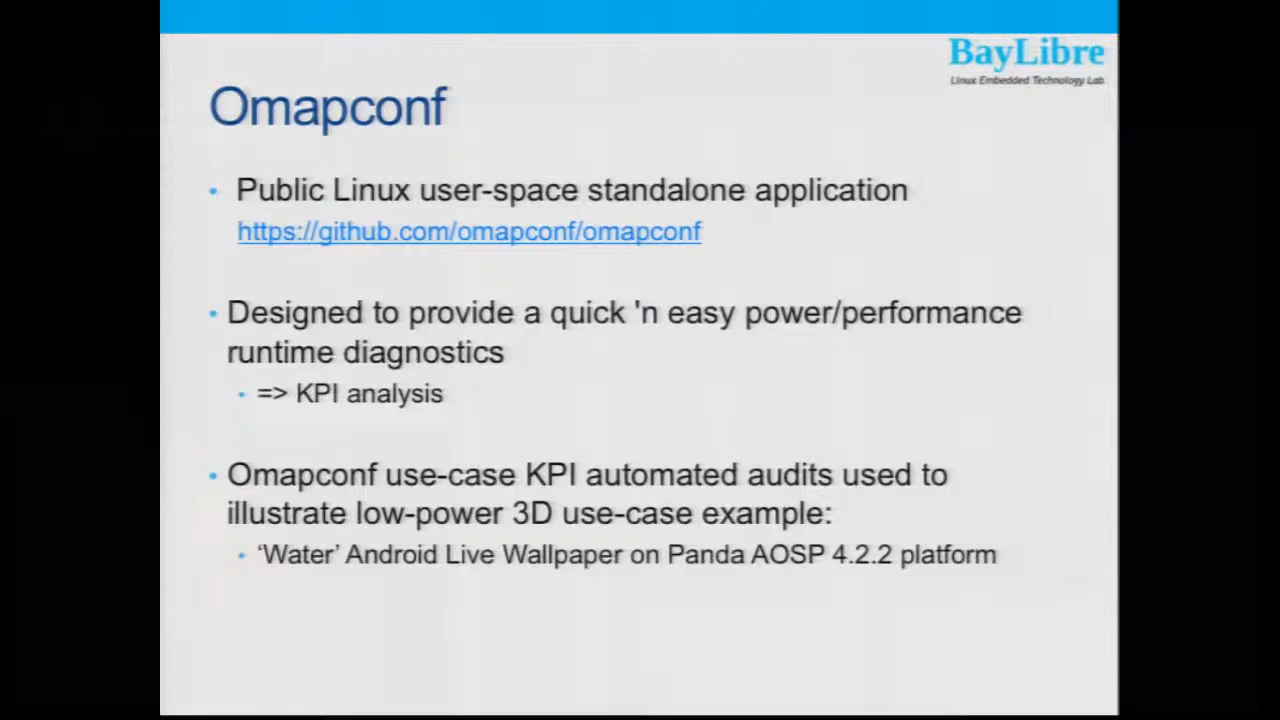 BayLibre
Linux Embedded Technology Lab
Omapconf
• Public Linux user-space standalone application
https://github.com/omapconf/omapconf
• Designed to provide a quick 'n easy power/performance
runtime diagnostics
• => KPI analysis
• Omapconf use-case KPI automated audits used to
illustrate low-power 3D use-case example:
• ‘Water’ Android Live Wallpaper on Panda AOSP 4.2.2 platform